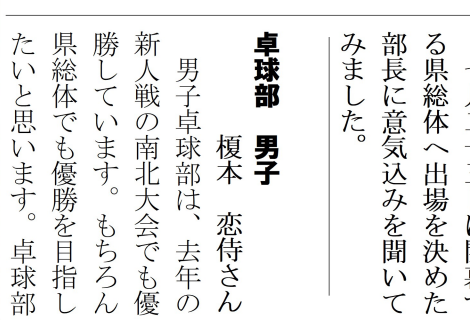 る県総体へ出場を決めた
部長に意気込みを聞いて
みました。
卓球部　男子
榎本　恋侍さん
男子卓球部は、去年の
新人戦の南北大会でも優
勝しています。もちろん
県総体でも優勝を目指し
たいと思います。卓球部